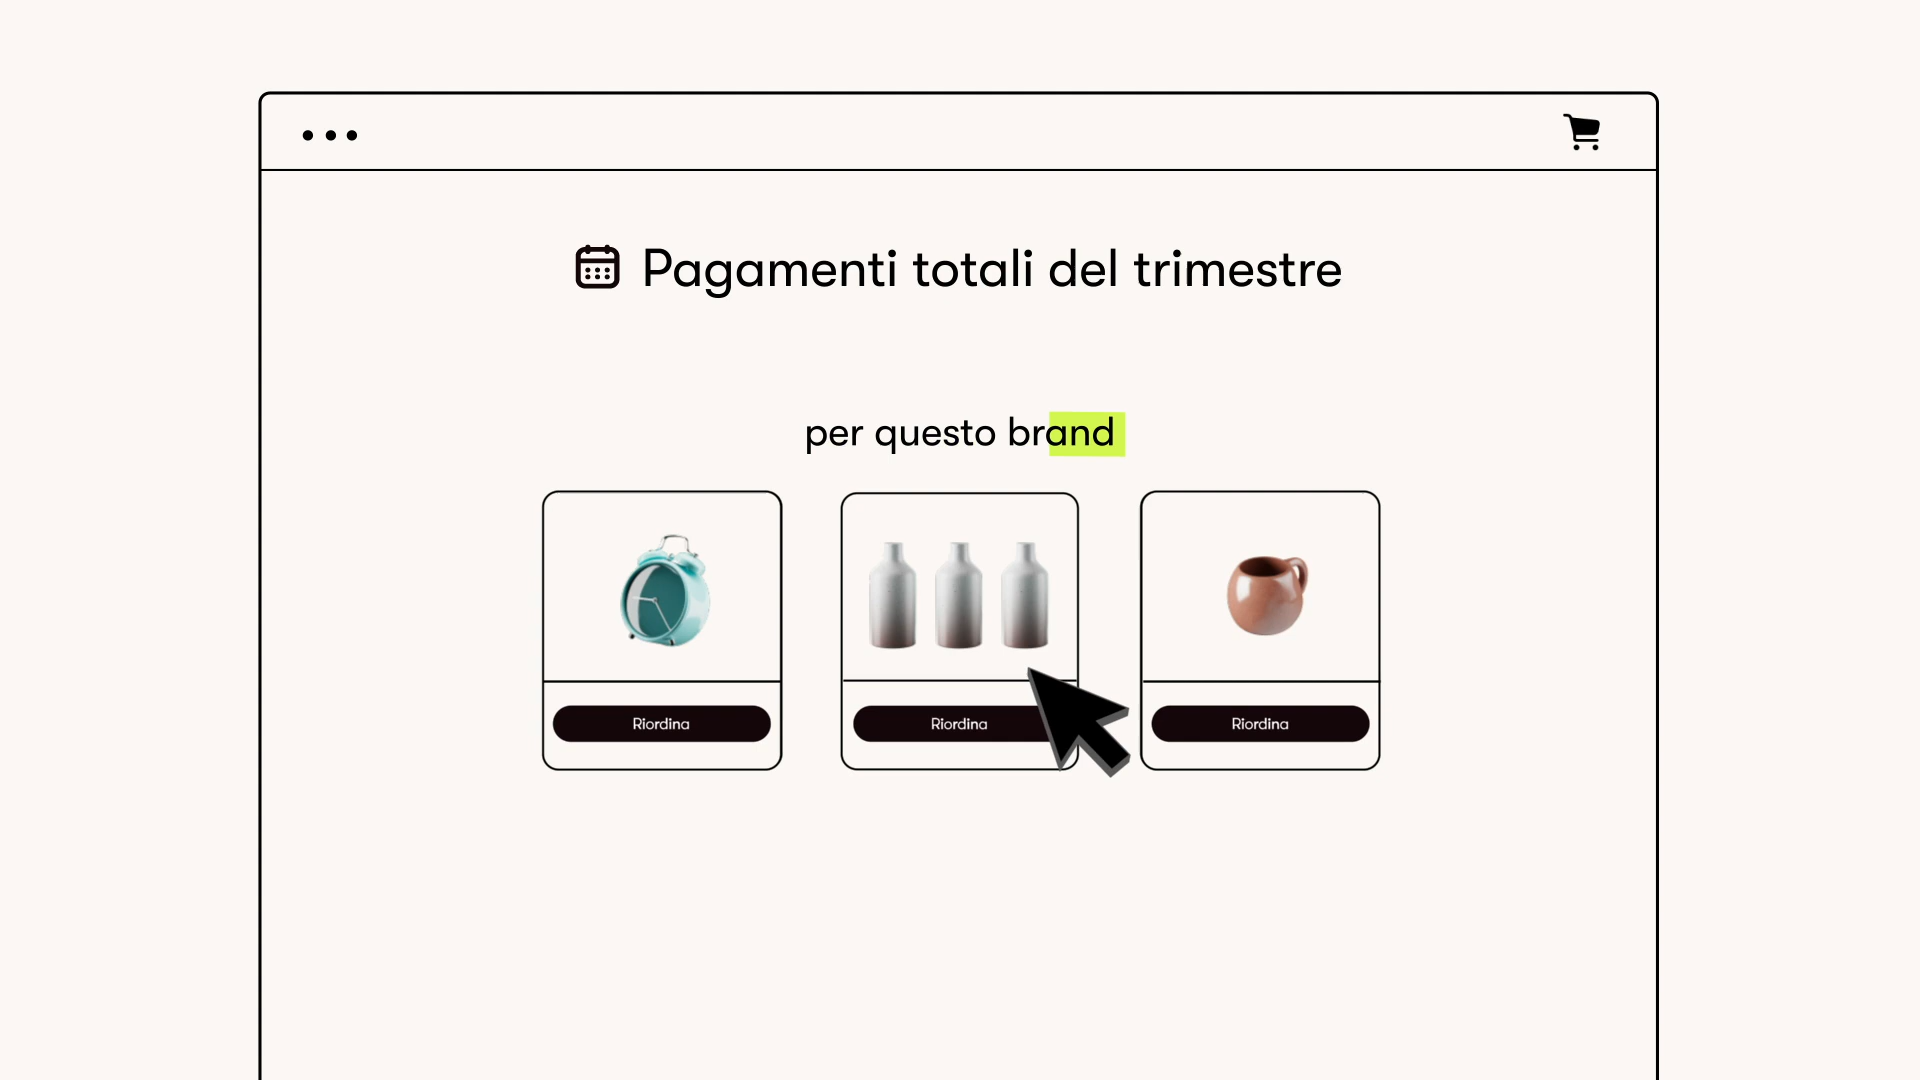 Pagamenti totali del trimestre
per questo brand
Riordina
Riordina
Riordina